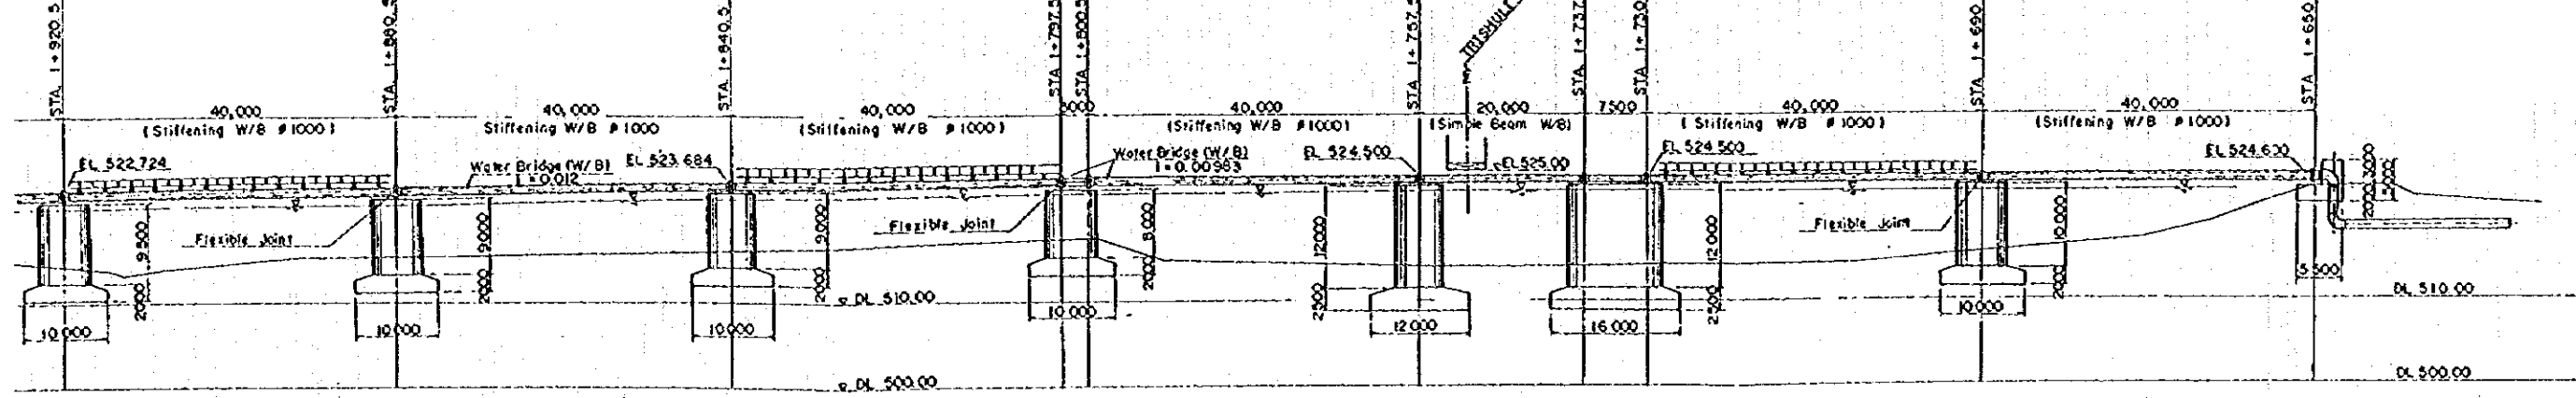 STA 1+920.5
STA 1+880.5
STA 1+840.5
STA 1+797.5
STA 1+800.5
STA 1+757.5
TRISHULI
STA 1+737
STA 1+730
STA 1+690
STA 1+650
40,000
40,000
40,000
40,000
20,000
7500
40,000
40,000
(Stiffening W/B ø1000)
Stiffening W/B ø1000
(Stiffening W/B ø1000)
(Stiffening W/B ø1000)
(Simple Beam W/B)
(Stiffening W/B ø1000)
(Stiffening W/B ø1000)
EL 522.724
Water Bridge (W/B)
I=0.012
EL 523.684
Water Bridge (W/B)
I=0.00983
EL 524.500
EL 525.00
EL 524.500
EL 524.600
Flexible Joint
Flexible Joint
Flexible Joint
9,500
2000
9000
2000
9000
2000
8000
2000
12000
2500
12000
2500
10,000
2000
5 500
DL 510.00
DL 510.00
10 000
10 000
10 000
10 000
12 000
16 000
10 000
DL 500.00
DL 500.00